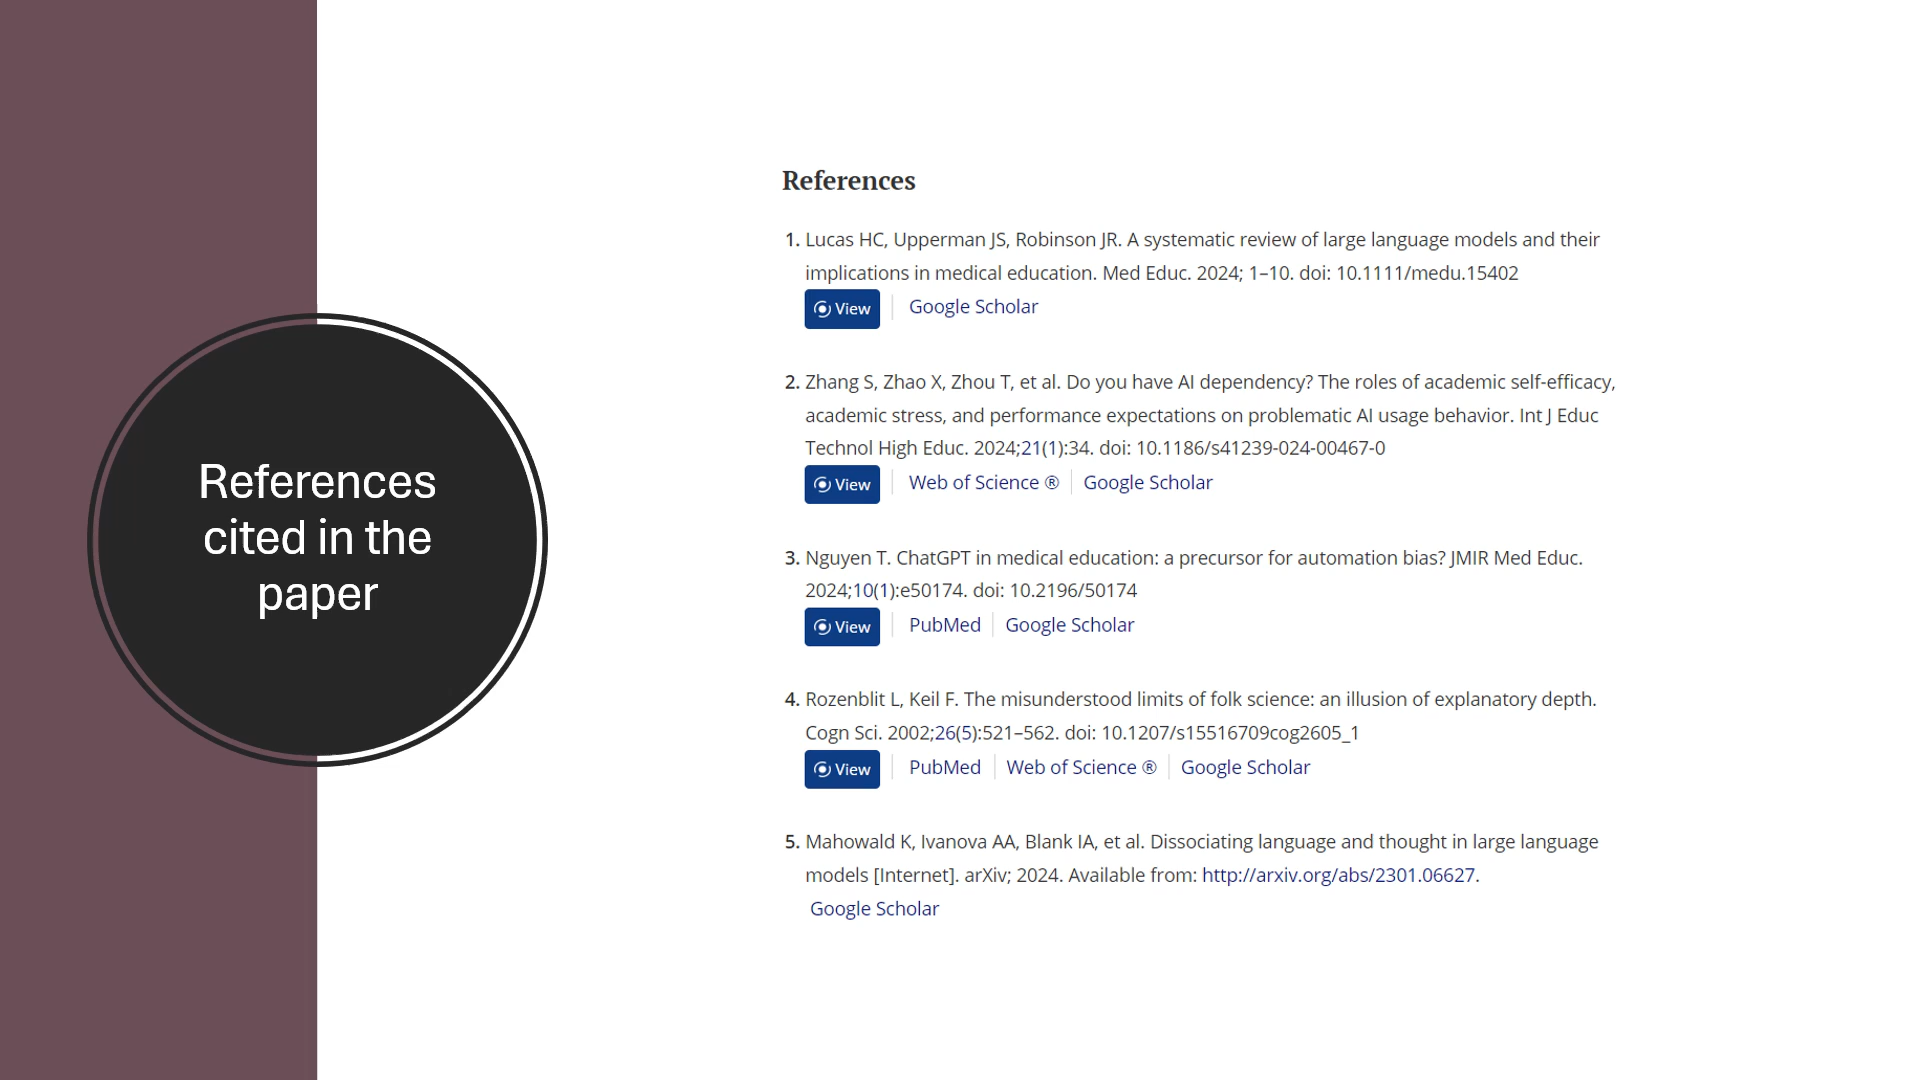 References
cited in the
paper
References
1. Lucas HC, Upperman JS, Robinson JR. A systematic review of large language models and their
implications in medical education. Med Educ. 2024; 1–10. doi: 10.1111/medu.15402
View Google Scholar
2. Zhang S, Zhao X, Zhou T, et al. Do you have AI dependency? The roles of academic self-efficacy,
academic stress, and performance expectations on problematic AI usage behavior. Int J Educ
Technol High Educ. 2024;21(1):34. doi: 10.1186/s41239-024-00467-0
View Web of Science ® Google Scholar
3. Nguyen T. ChatGPT in medical education: a precursor for automation bias? JMIR Med Educ.
2024;10(1):e50174. doi: 10.2196/50174
View PubMed Google Scholar
4. Rozenblit L, Keil F. The misunderstood limits of folk science: an illusion of explanatory depth.
Cogn Sci. 2002;26(5):521–562. doi: 10.1207/s15516709cog2605_1
View PubMed Web of Science ® Google Scholar
5. Mahowald K, Ivanova AA, Blank IA, et al. Dissociating language and thought in large language
models [Internet]. arXiv; 2024. Available from: http://arxiv.org/abs/2301.06627.
Google Scholar